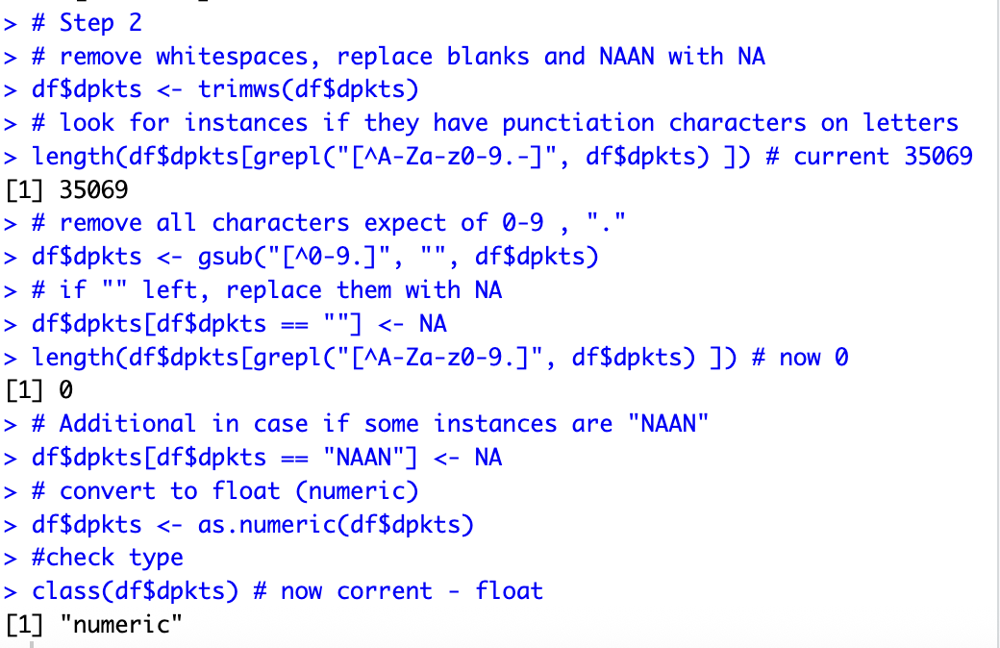 > # Step 2
> # remove whitespaces, replace blanks and NAAN with NA
> df$dpkts <- trimws(df$dpkts)
> # look for instances if they have punctiation characters on letters
> length(df$dpkts[grepl("[^A-Za-z0-9.-]", df$dpkts) ]) # current 35069
[1] 35069
> # remove all characters expect of 0-9 , "."
> df$dpkts <- gsub("[^0-9.]", "", df$dpkts)
> # if "" left, replace them with NA
> df$dpkts[df$dpkts == ""] <- NA
> length(df$dpkts[grepl("[^A-Za-z0-9.]", df$dpkts) ]) # now 0
[1] 0
> # Additional in case if some instances are "NAAN"
> df$dpkts[df$dpkts == "NAAN"] <- NA
> # convert to float (numeric)
> df$dpkts <- as.numeric(df$dpkts)
> #check type
> class(df$dpkts) # now corrent - float
[1] "numeric"